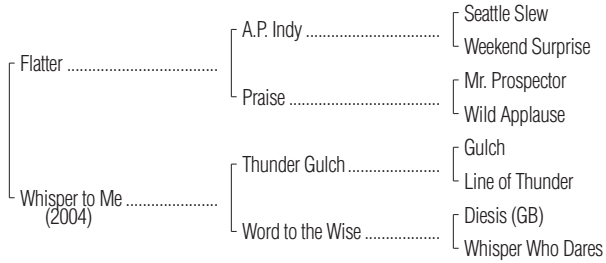 Seattle Slew
A.P. Indy ................................
Weekend Surprise
Flatter ....................................
Mr. Prospector
Praise ....................................
Wild Applause
Gulch
Thunder Gulch ......................
Line of Thunder
Whisper to Me ......................
(2004)
Diesis (GB)
Word to the Wise ..................
Whisper Who Dares